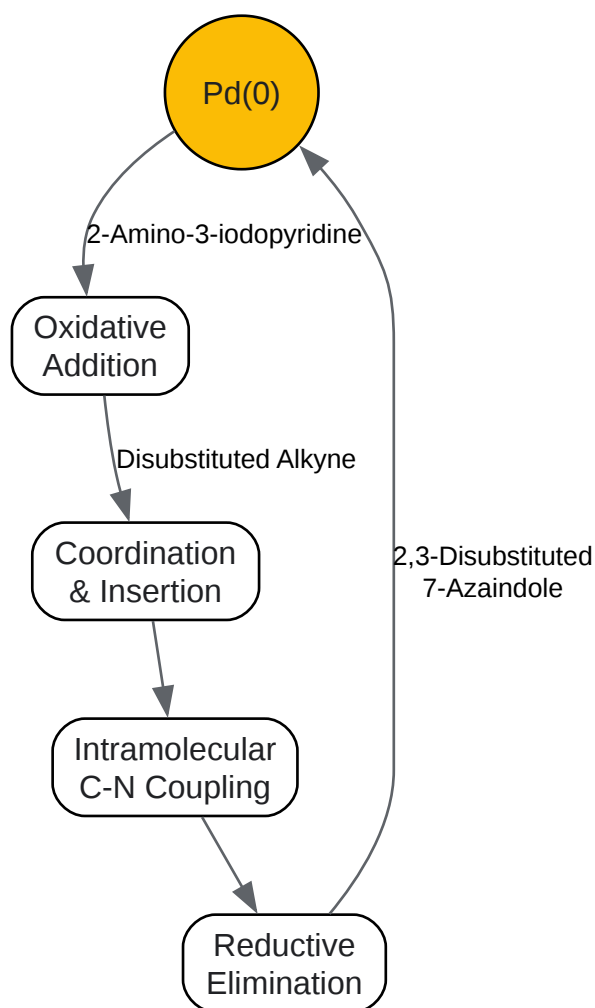 Pd(0)
2-Amino-3-iodopyridine
Oxidative
Addition
Disubstituted Alkyne
Coordination
& Insertion
2,3-Disubstituted
7-Azaindole
Intramolecular
C-N Coupling
Reductive
Elimination